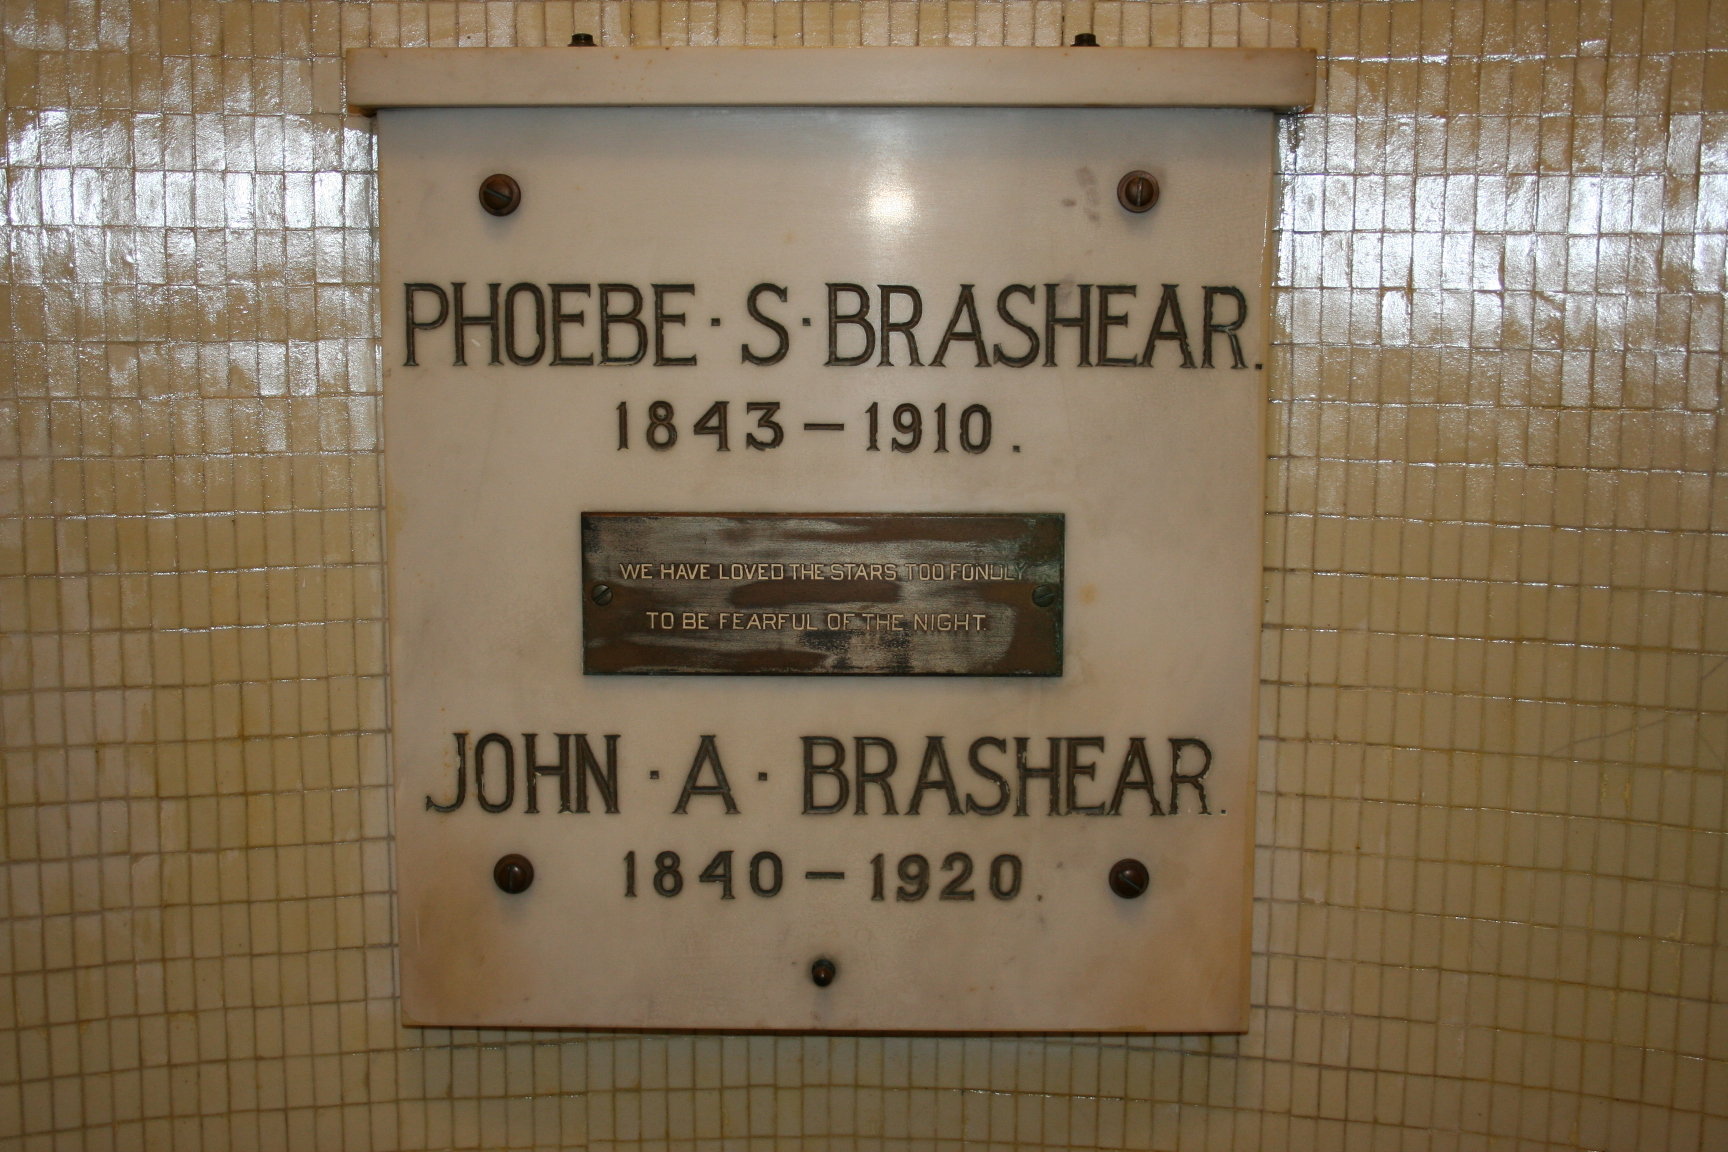 PHOEBE · S · BRASHEAR.
1843 – 1910.
WE HAVE LOVED THE STARS TOO FONDLY
TO BE FEARFUL OF THE NIGHT.
JOHN · A · BRASHEAR.
1840 – 1920.